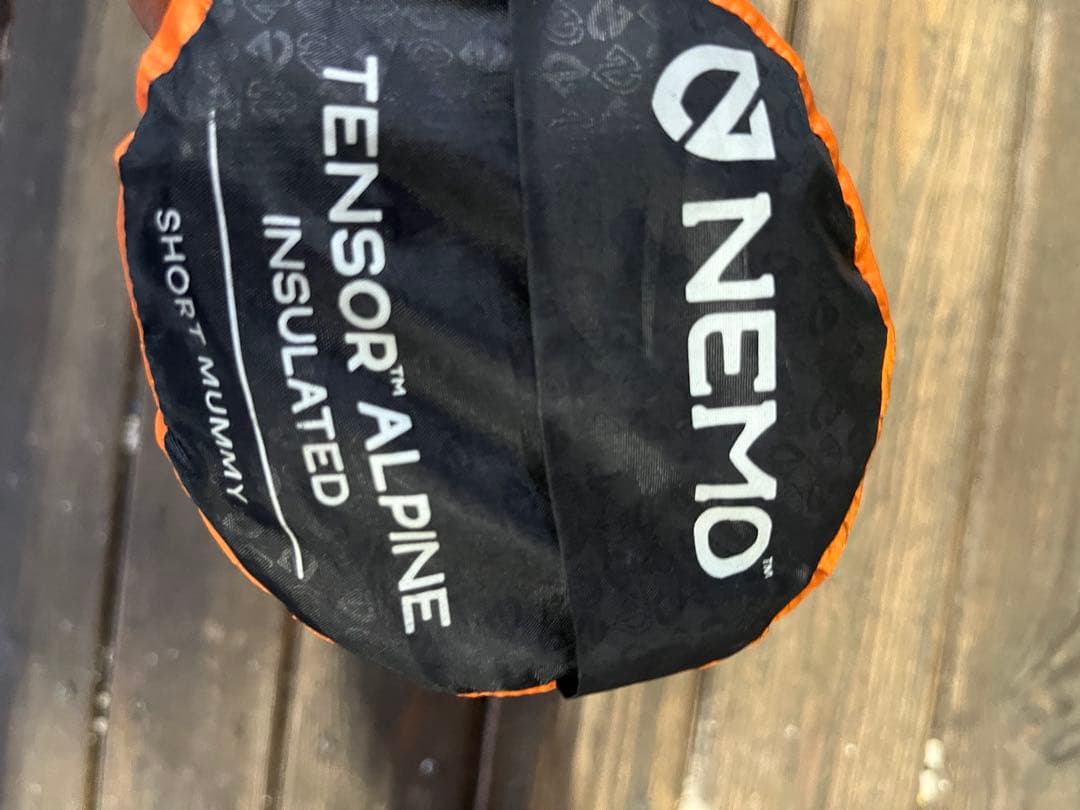 NEMO™
TENSOR™ ALPINE
INSULATED
SHORT MUMMY